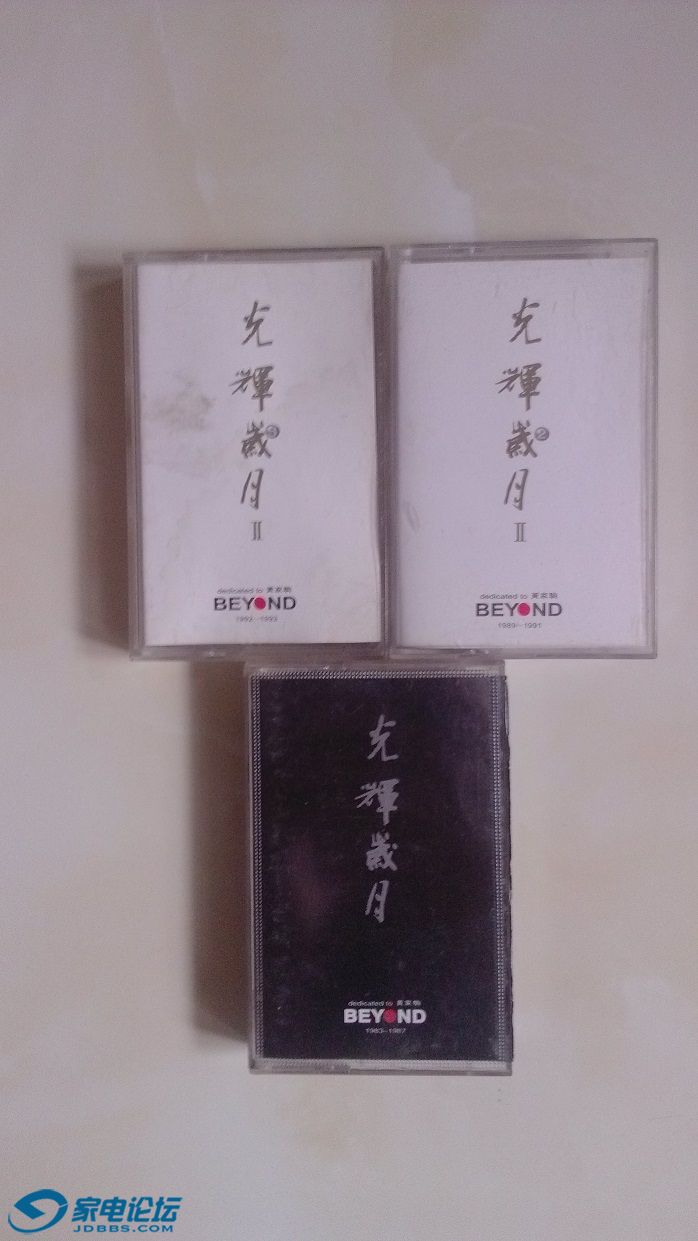 光輝歲月
③
II
dedicated to 黃家駒
BEYOND
1992~1993
光輝歲月
②
II
dedicated to 黃家駒
BEYOND
1989~1991
光輝歲月
dedicated to 黃家駒
BEYOND
1983~1987
家电论坛
JDBBS.COM